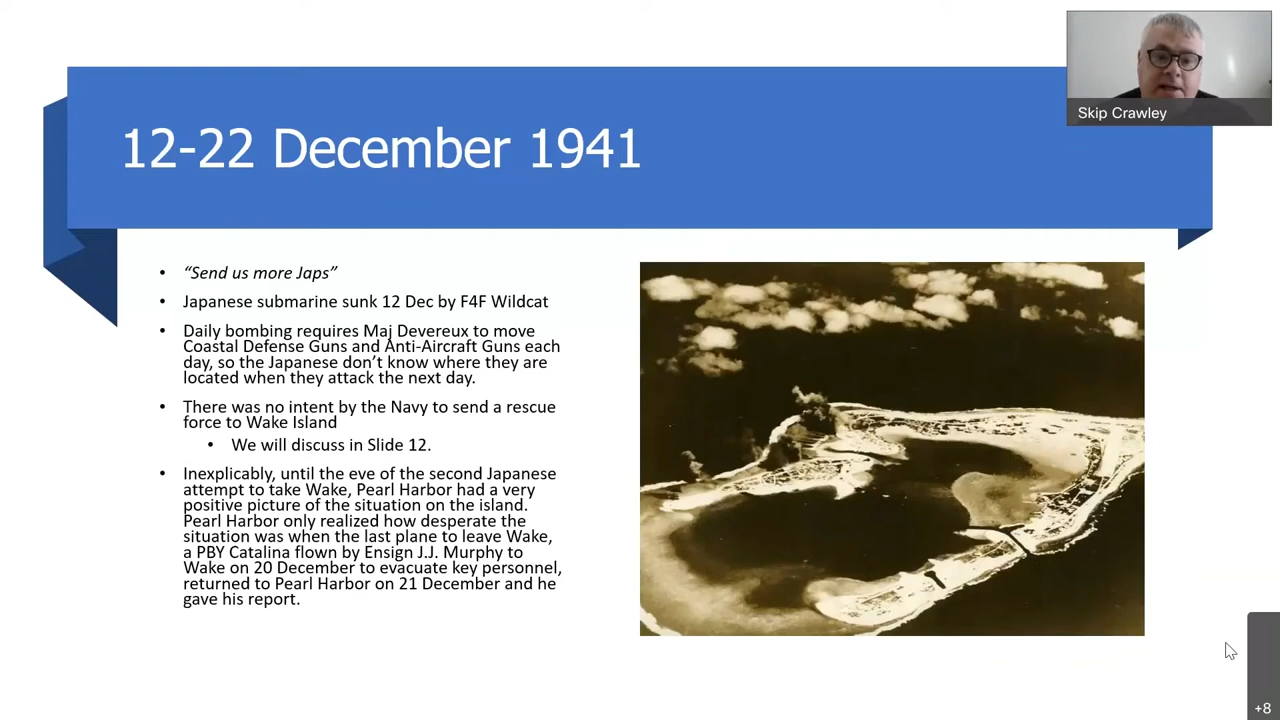 Skip Crawley
12-22 December 1941
• “Send us more Japs”
• Japanese submarine sunk 12 Dec by F4F Wildcat
• Daily bombing requires Maj Devereux to move
Coastal Defense Guns and Anti-Aircraft Guns each
day, so the Japanese don’t know where they are
located when they attack the next day.
• There was no intent by the Navy to send a rescue
force to Wake Island
• We will discuss in Slide 12.
• Inexplicably, until the eve of the second Japanese
attempt to take Wake, Pearl Harbor had a very
positive picture of the situation on the island.
Pearl Harbor only realized how desperate the
situation was when the last plane to leave Wake,
a PBY Catalina flown by Ensign J.J. Murphy to
Wake on 20 December to evacuate key personnel,
returned to Pearl Harbor on 21 December and he
gave his report.
+8